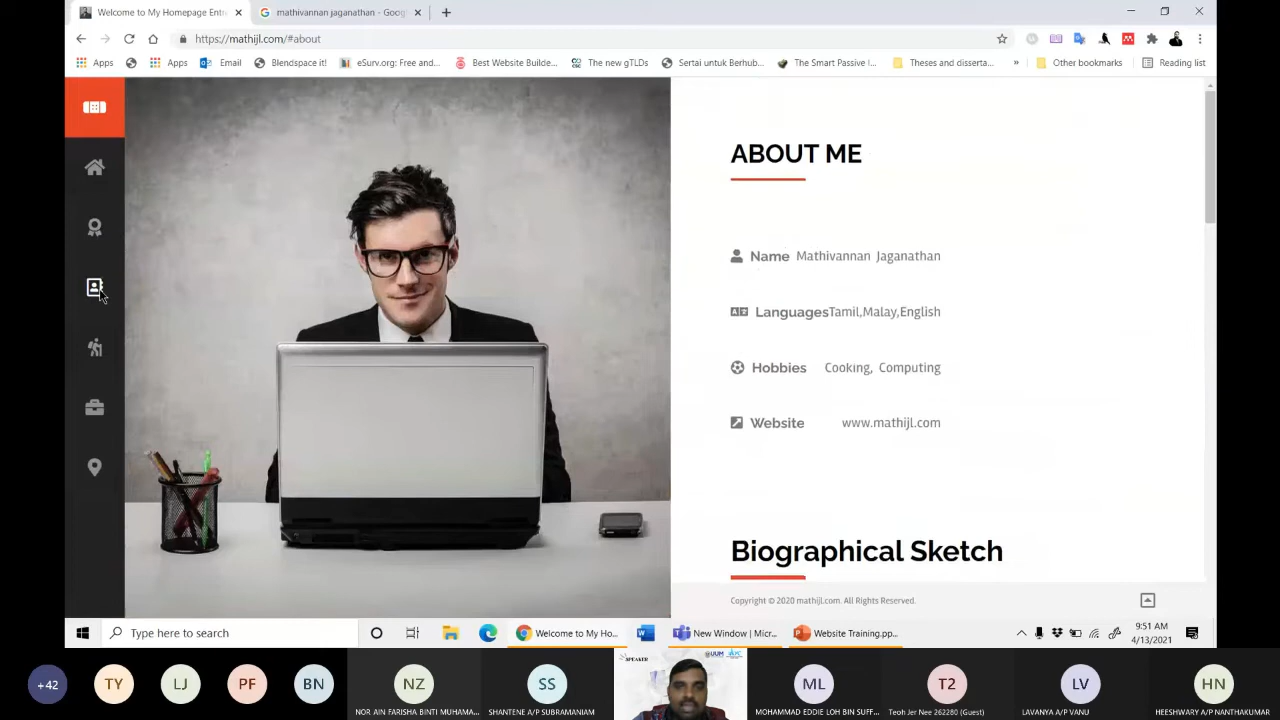 Welcome to My Homepage Entr
mathivannan jaganathan - Goog
https://mathijl.com/#about
Apps
Apps
Email
Blendspace it!
eSurv.org: Free and...
Best Website Builde...
The new gTLDs
Sertai untuk Berhub...
The Smart Passive I...
Theses and disserta...
»
Other bookmarks
Reading list
ABOUT ME
Name Mathivannan Jaganathan
Languages Tamil,Malay,English
Hobbies Cooking, Computing
Website www.mathijl.com
Biographical Sketch
Copyright © 2020 mathijl.com. All Rights Reserved.
Type here to search
Welcome to My Ho...
New Window | Micr...
Website Training.pp...
9:51 AM
4/13/2021
SPEAKER
UUM
+42
TY
LJ
PF
BN
NZ
SS
ML
T2
LV
HN
NOR AIN FARISHA BINTI MUHAMA...
SHANTENE A/P SUBRAMANIAM
MOHAMMAD EDDIE LOH BIN SUFF...
Teoh Jer Nee 262280 (Guest)
LAVANYA A/P VANU
HEESHWARY A/P NANTHAKUMAR